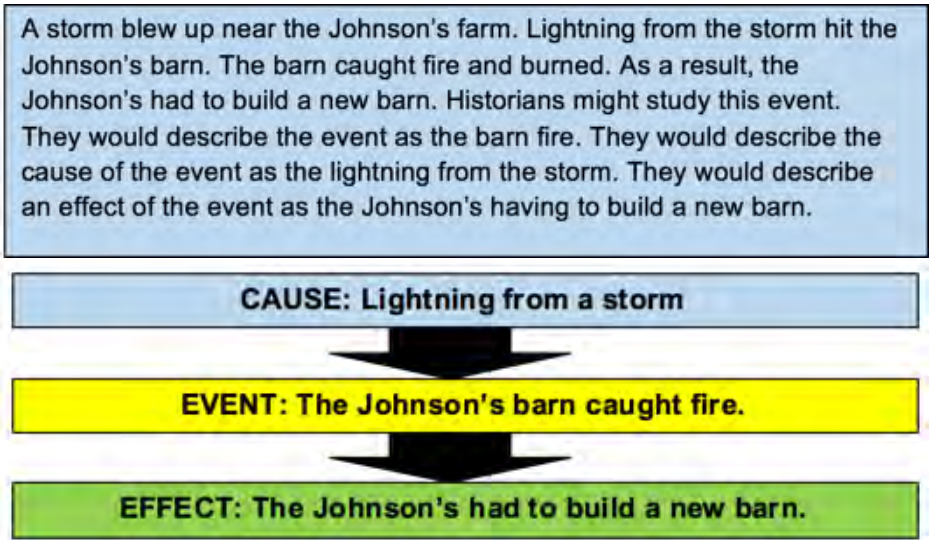 A storm blew up near the Johnson's farm. Lightning from the storm hit the
Johnson's barn. The barn caught fire and burned. As a result, the
Johnson's had to build a new barn. Historians might study this event.
They would describe the event as the barn fire. They would describe the
cause of the event as the lightning from the storm. They would describe
an effect of the event as the Johnson's having to build a new barn.
CAUSE: Lightning from a storm
EVENT: The Johnson's barn caught fire.
EFFECT: The Johnson's had to build a new barn.